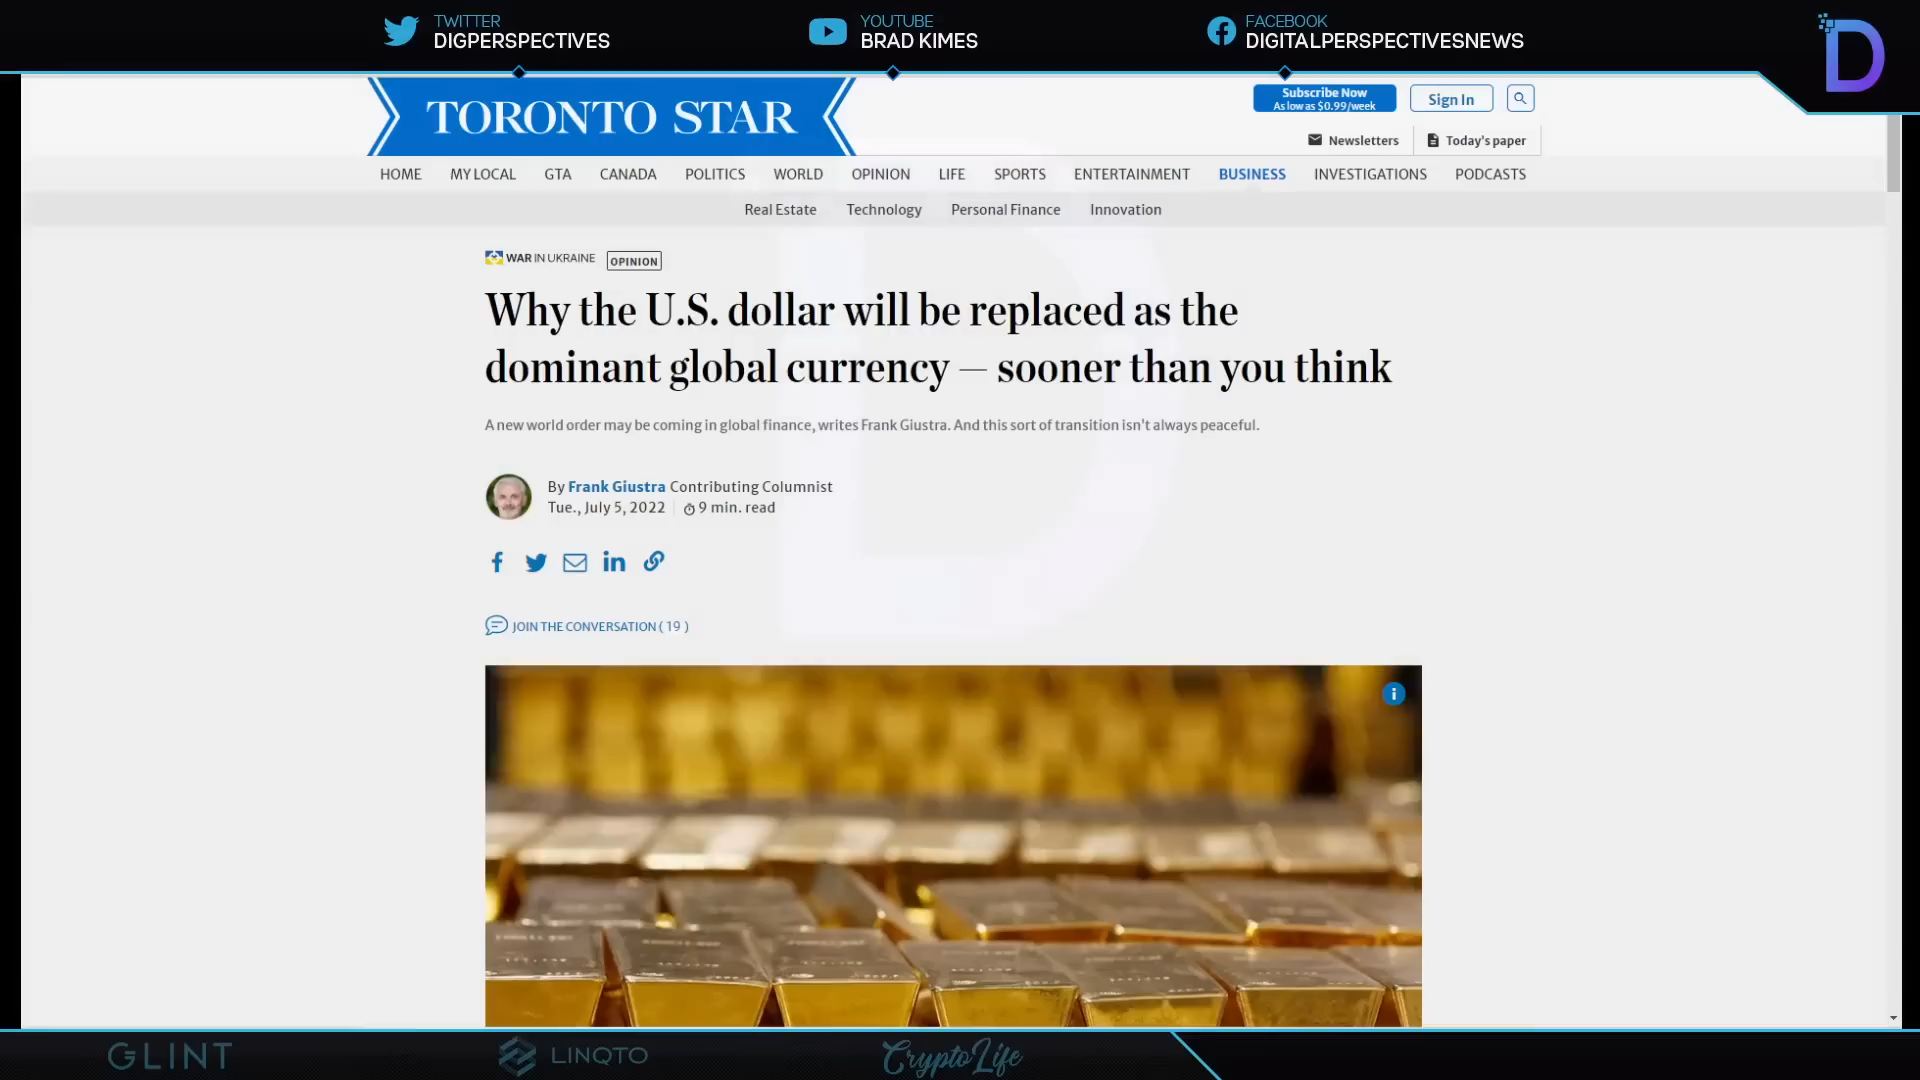 TWITTER
DIGPERSPECTIVES
YOUTUBE
BRAD KIMES
FACEBOOK
DIGITALPERSPECTIVESNEWS
D
TORONTO STAR
Subscribe Now
As low as $0.99/week
Sign In
Newsletters
Today's paper
HOME MY LOCAL GTA CANADA POLITICS WORLD OPINION LIFE SPORTS ENTERTAINMENT BUSINESS INVESTIGATIONS PODCASTS
Real Estate Technology Personal Finance Innovation
WAR IN UKRAINE OPINION
Why the U.S. dollar will be replaced as the
dominant global currency — sooner than you think
A new world order may be coming in global finance, writes Frank Giustra. And this sort of transition isn't always peaceful.
By Frank Giustra Contributing Columnist
Tue., July 5, 2022 9 min. read
JOIN THE CONVERSATION ( 19 )
GLINT LINQTO CryptoLife